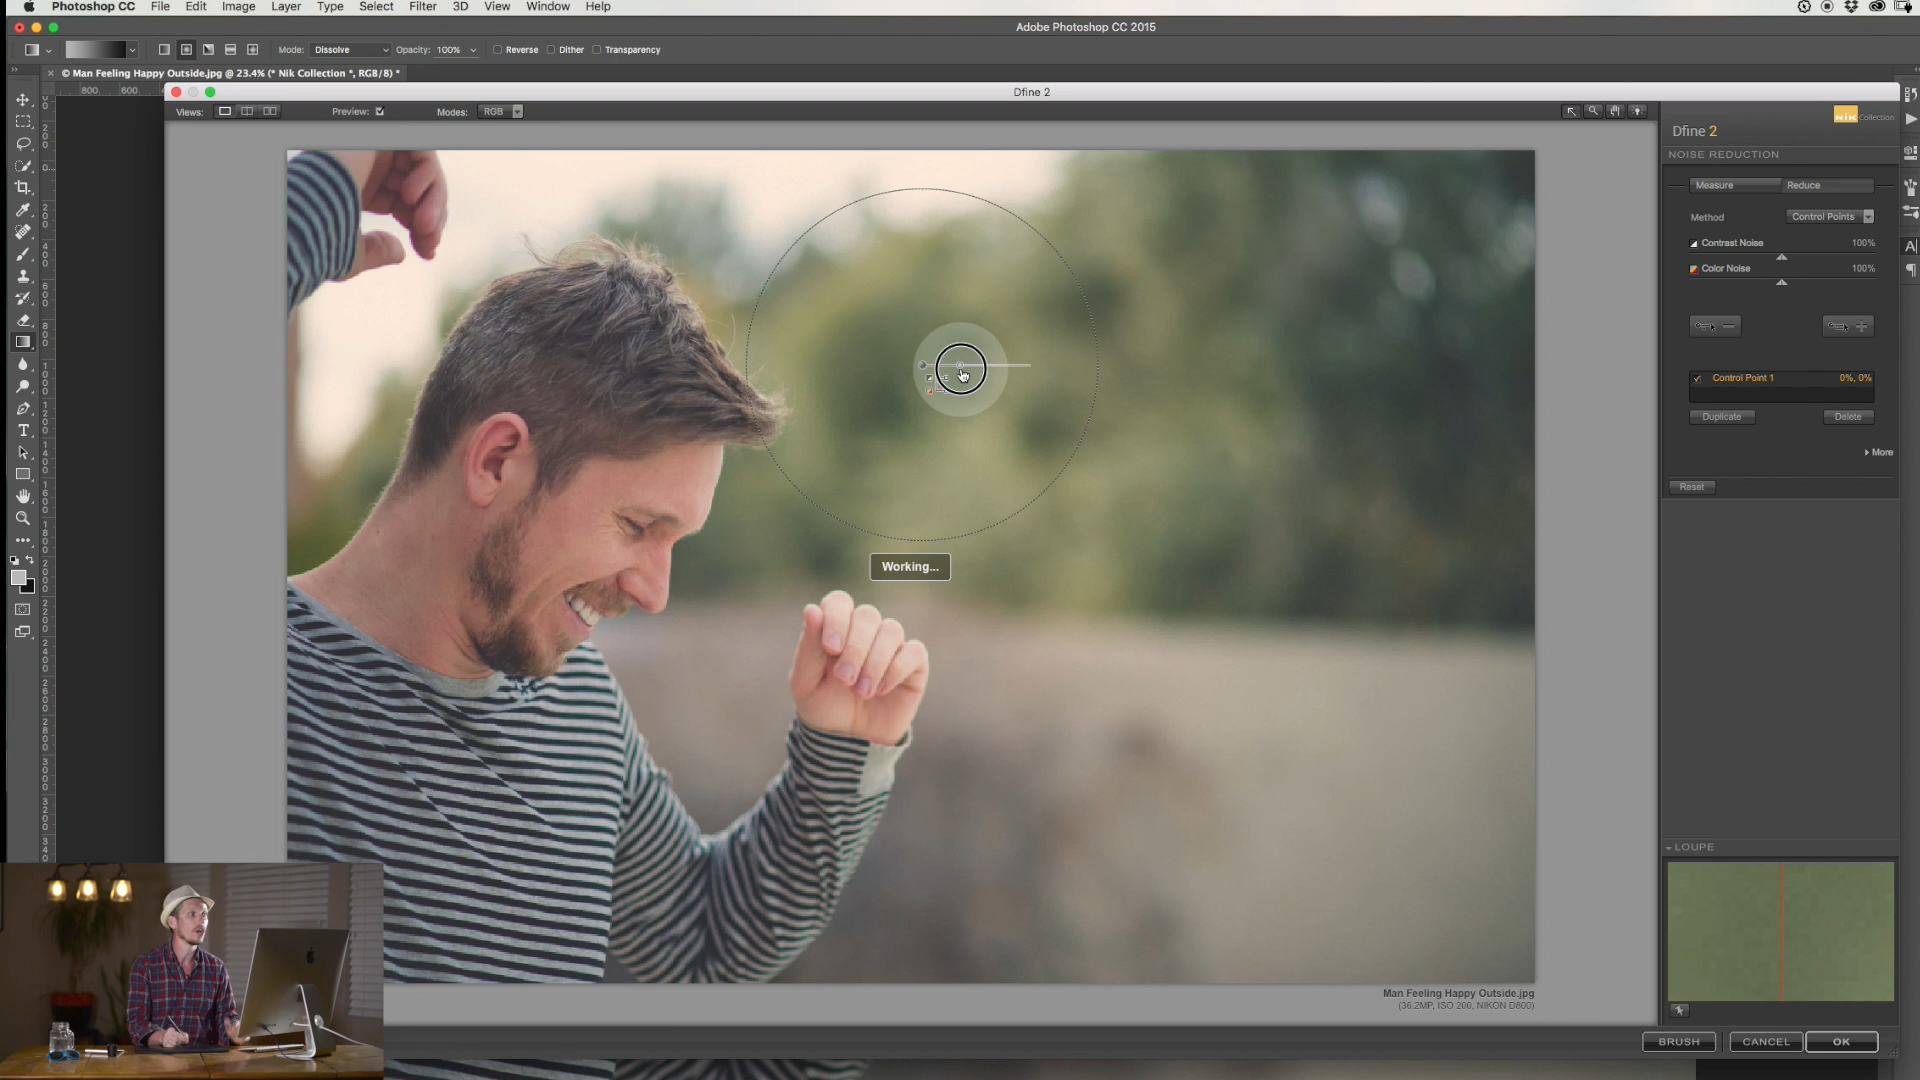 Photoshop CC File Edit Image Layer Type Select Filter 3D View Window Help
Adobe Photoshop CC 2015
Mode: Dissolve Opacity: 100% Reverse Dither Transparency
© Man Feeling Happy Outside.jpg @ 23.4% (* Nik Collection *, RGB/8) *
800 600
Dfine 2
Views: Preview: Modes: RGB
Nik Collection
Dfine 2
NOISE REDUCTION
Measure Reduce
Method Control Points
Contrast Noise 100%
Color Noise 100%
Control Point 1 0%, 0%
Duplicate Delete
More
Reset
Working...
LOUPE
Man Feeling Happy Outside.jpg
(36.2MP, ISO 200, NIKON D800)
BRUSH CANCEL OK